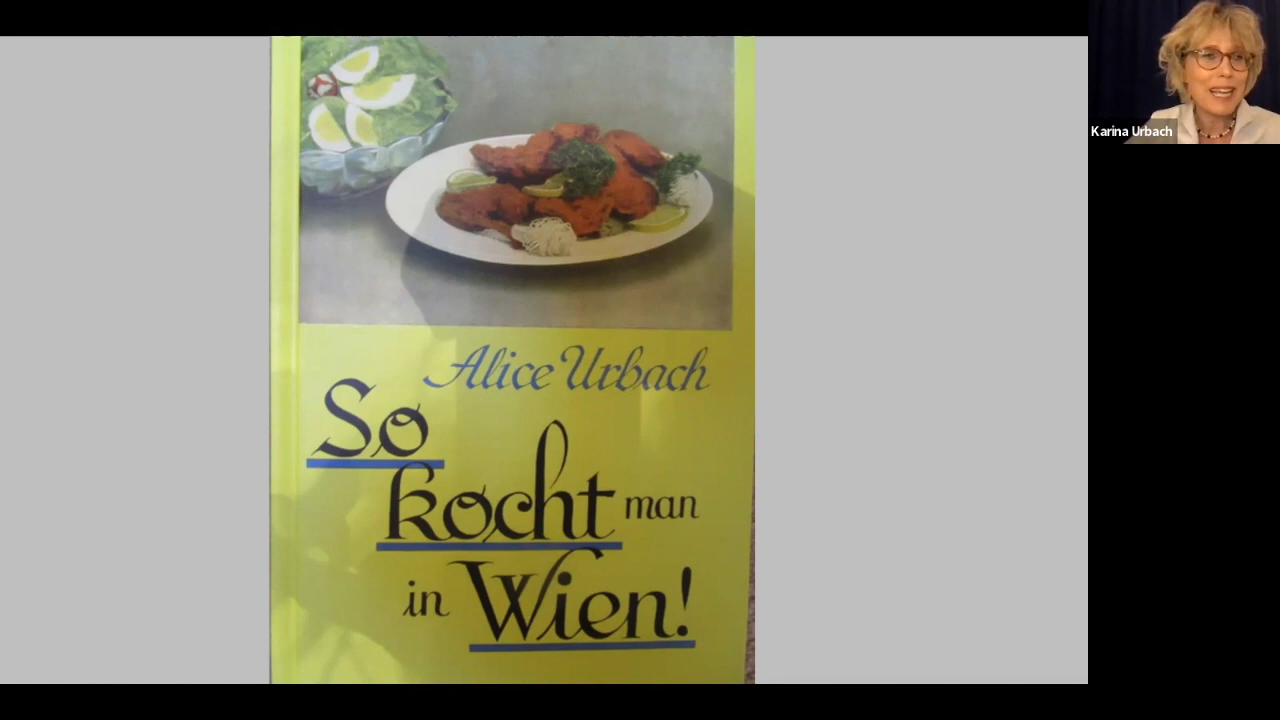 Karina Urbach
Alice Urbach
So
kocht man
in Wien!